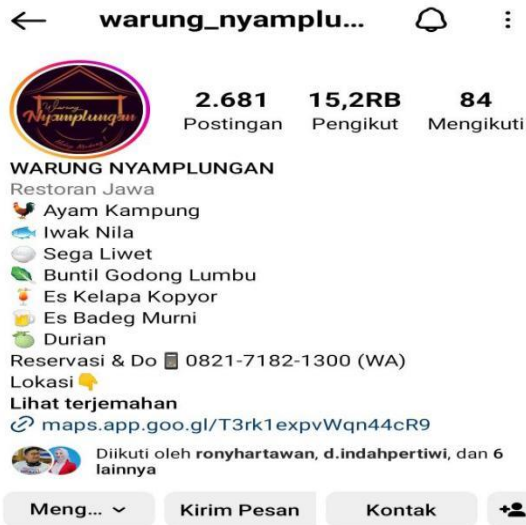 warung_nyamplu...
2.681 15,2RB 84
Postingan Pengikut Mengikuti
Warung
Nyamplungan
WARUNG NYAMPLUNGAN
Restoran Jawa
Ayam Kampung
Iwak Nila
Sega Liwet
Buntil Godong Lumbu
Es Kelapa Kopyor
Es Badeg Murni
Durian
Reservasi & Do 0821-7182-1300 (WA)
Lokasi
Lihat terjemahan
maps.app.goo.gl/T3rk1expvWqn44cR9
Diikuti oleh ronyhartawan, d.indahpertiwi, dan 6
lainnya
Meng... Kirim Pesan Kontak